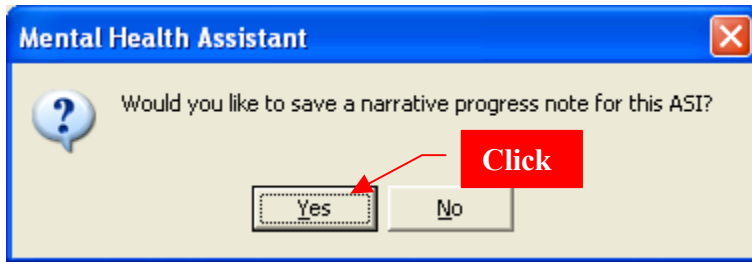 Mental Health Assistant
Would you like to save a narrative progress note for this ASI?
Click
Yes
No